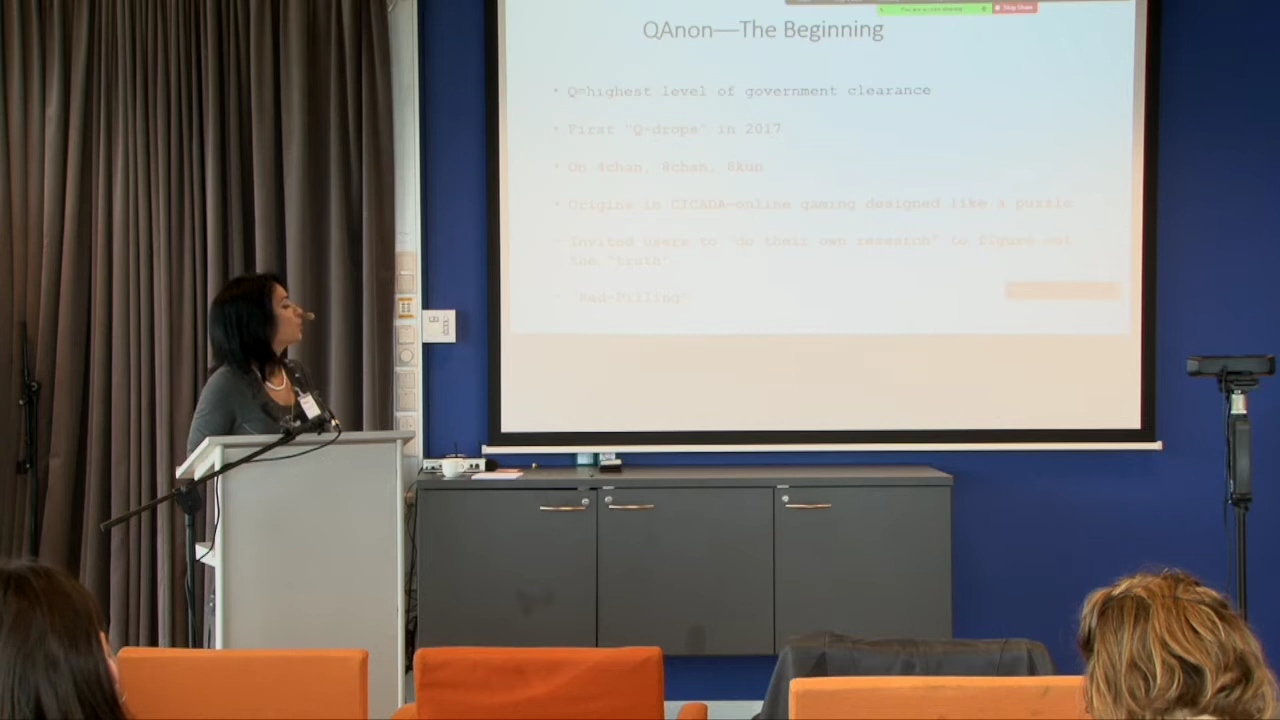 Stop Share
QAnon—The Beginning
• Q=highest level of government clearance
• First "Q-drops" in 2017
• On 4chan, 8chan, 8kun
• Origins in CICADA—online gaming designed like a puzzle
• Invited users to "do their own research" to figure out
the "truth"
• "Red-Pilling"